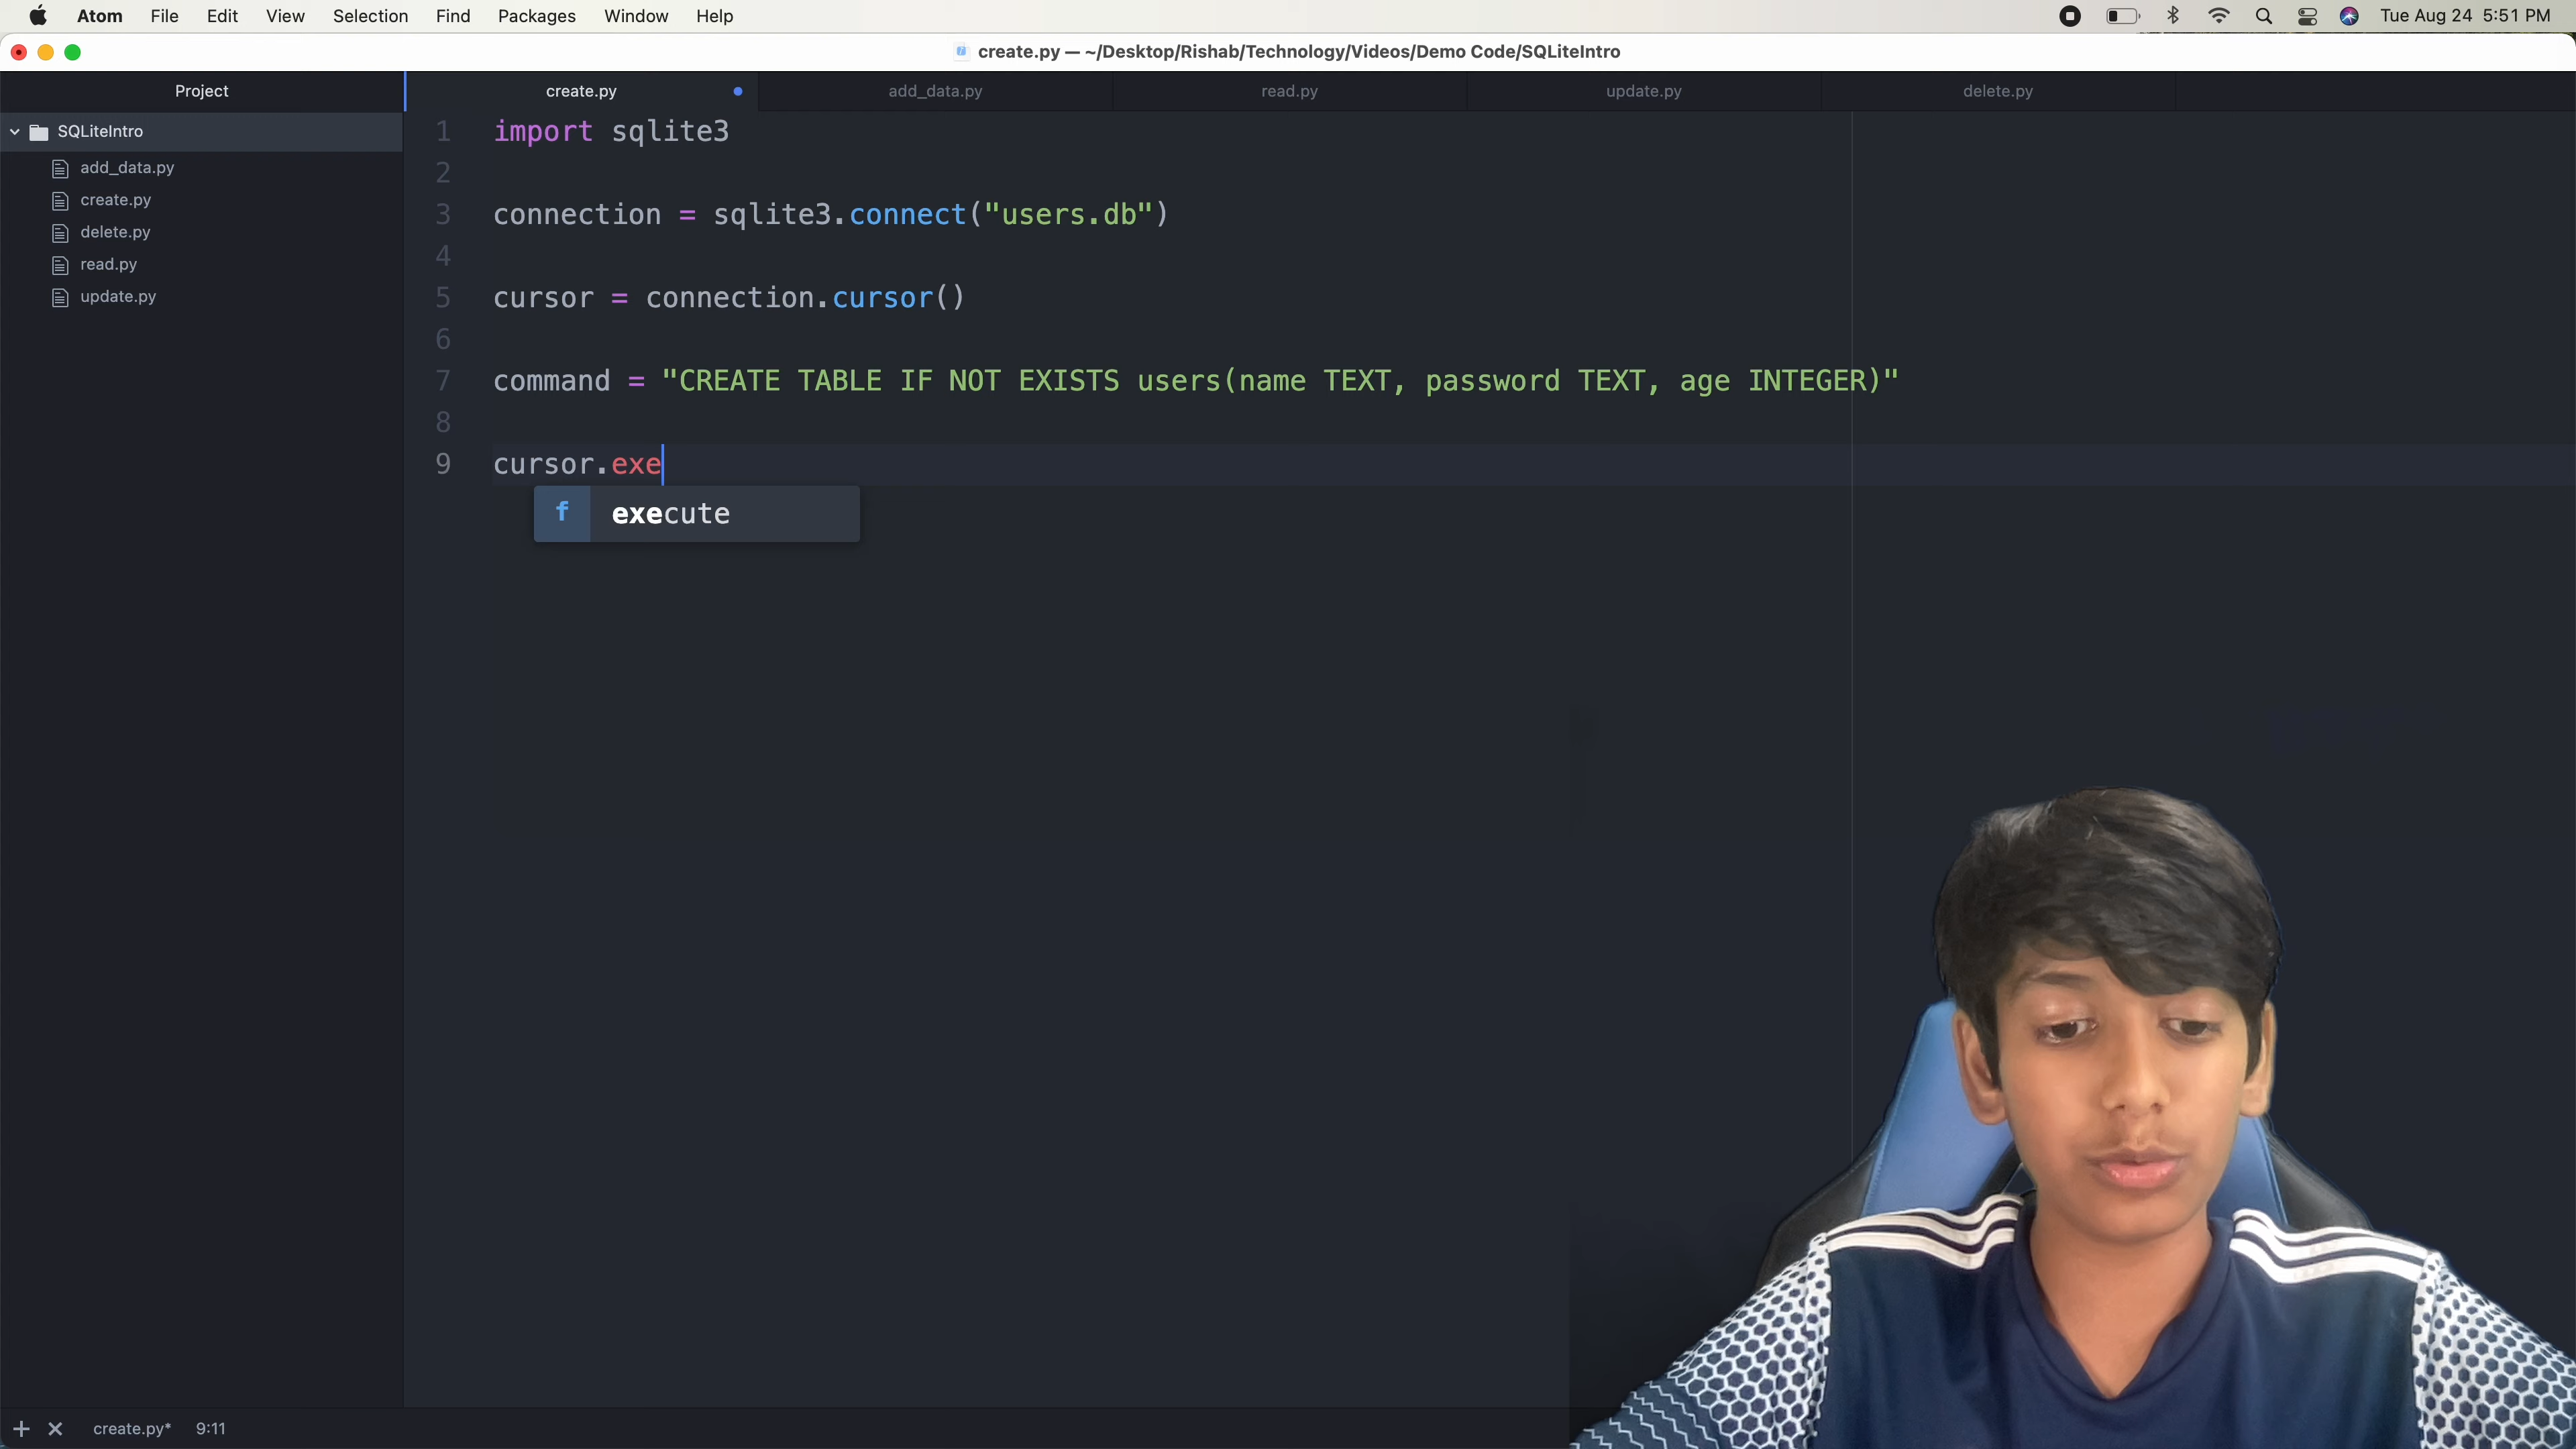 Atom File Edit View Selection Find Packages Window Help Tue Aug 24 5:51 PM
create.py — ~/Desktop/Rishab/Technology/Videos/Demo Code/SQLiteIntro
Project create.py add_data.py read.py update.py delete.py
SQLiteIntro
add_data.py
create.py
delete.py
read.py
update.py
1 import sqlite3
2
3 connection = sqlite3.connect("users.db")
4
5 cursor = connection.cursor()
6
7 command = "CREATE TABLE IF NOT EXISTS users(name TEXT, password TEXT, age INTEGER)"
8
9 cursor.exe
f execute
create.py* 9:11